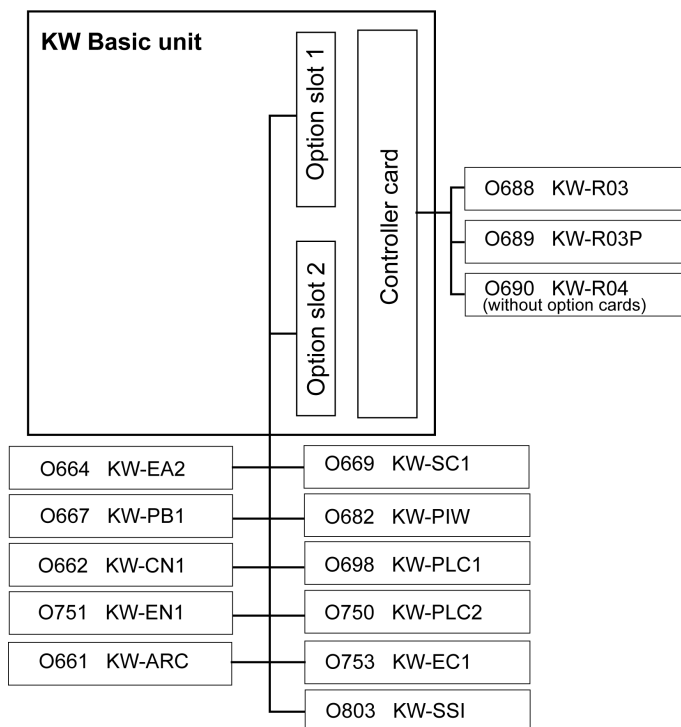 KW Basic unit
Option slot 1
Option slot 2
Controller card
O688 KW-R03
O689 KW-R03P
O690 KW-R04
(without option cards)
O664 KW-EA2
O667 KW-PB1
O662 KW-CN1
O751 KW-EN1
O661 KW-ARC
O669 KW-SC1
O682 KW-PIW
O698 KW-PLC1
O750 KW-PLC2
O753 KW-EC1
O803 KW-SSI